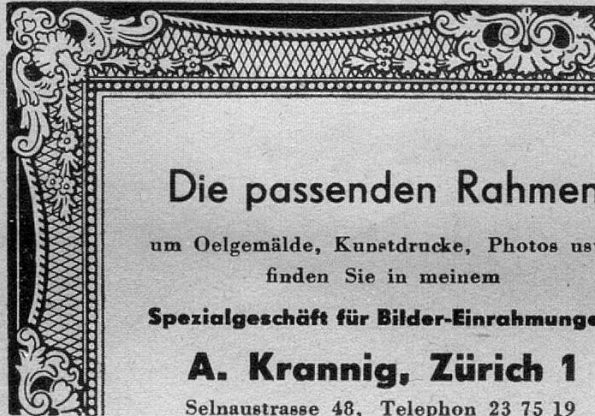 Die passenden Rahmen
um Oelgemälde, Kunstdrucke, Photos us
finden Sie in meinem
Spezialgeschäft für Bilder-Einrahmunge
A. Krannig, Zürich 1
Selnaustrasse 48, Telephon 23 75 19